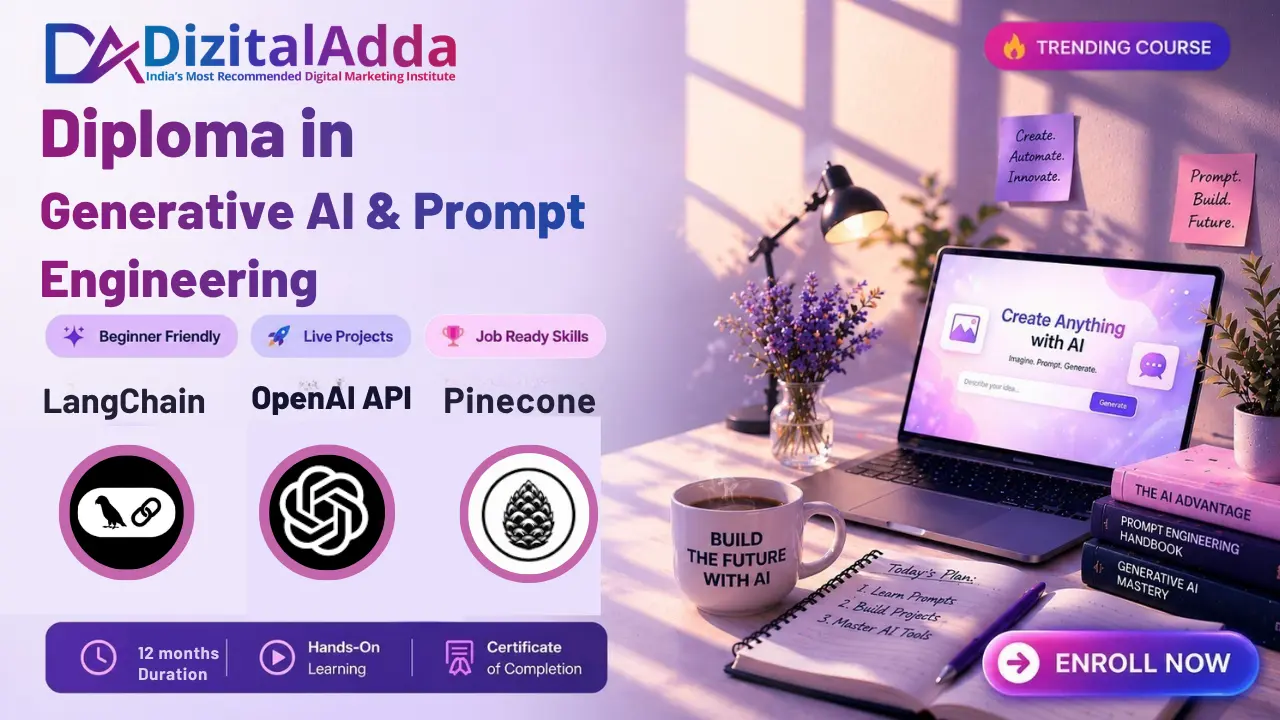 DizitalAdda
India's Most Recommended Digital Marketing Institute
TRENDING COURSE
Diploma in
Generative AI & Prompt
Engineering
Beginner Friendly
Live Projects
Job Ready Skills
LangChain
OpenAI API
Pinecone
12 months
Duration
Hands-On
Learning
Certificate
of Completion
Create.
Automate.
Innovate.
Prompt.
Build.
Future.
Create Anything
with AI
Imagine. Prompt. Generate.
Describe your idea...
Generate
BUILD
THE FUTURE
WITH AI
Today's Plan:
1. Learn Prompts
2. Build Projects
3. Master AI Tools
THE AI ADVANTAGE
PROMPT ENGINEERING
HANDBOOK
GENERATIVE AI
MASTERY
ENROLL NOW